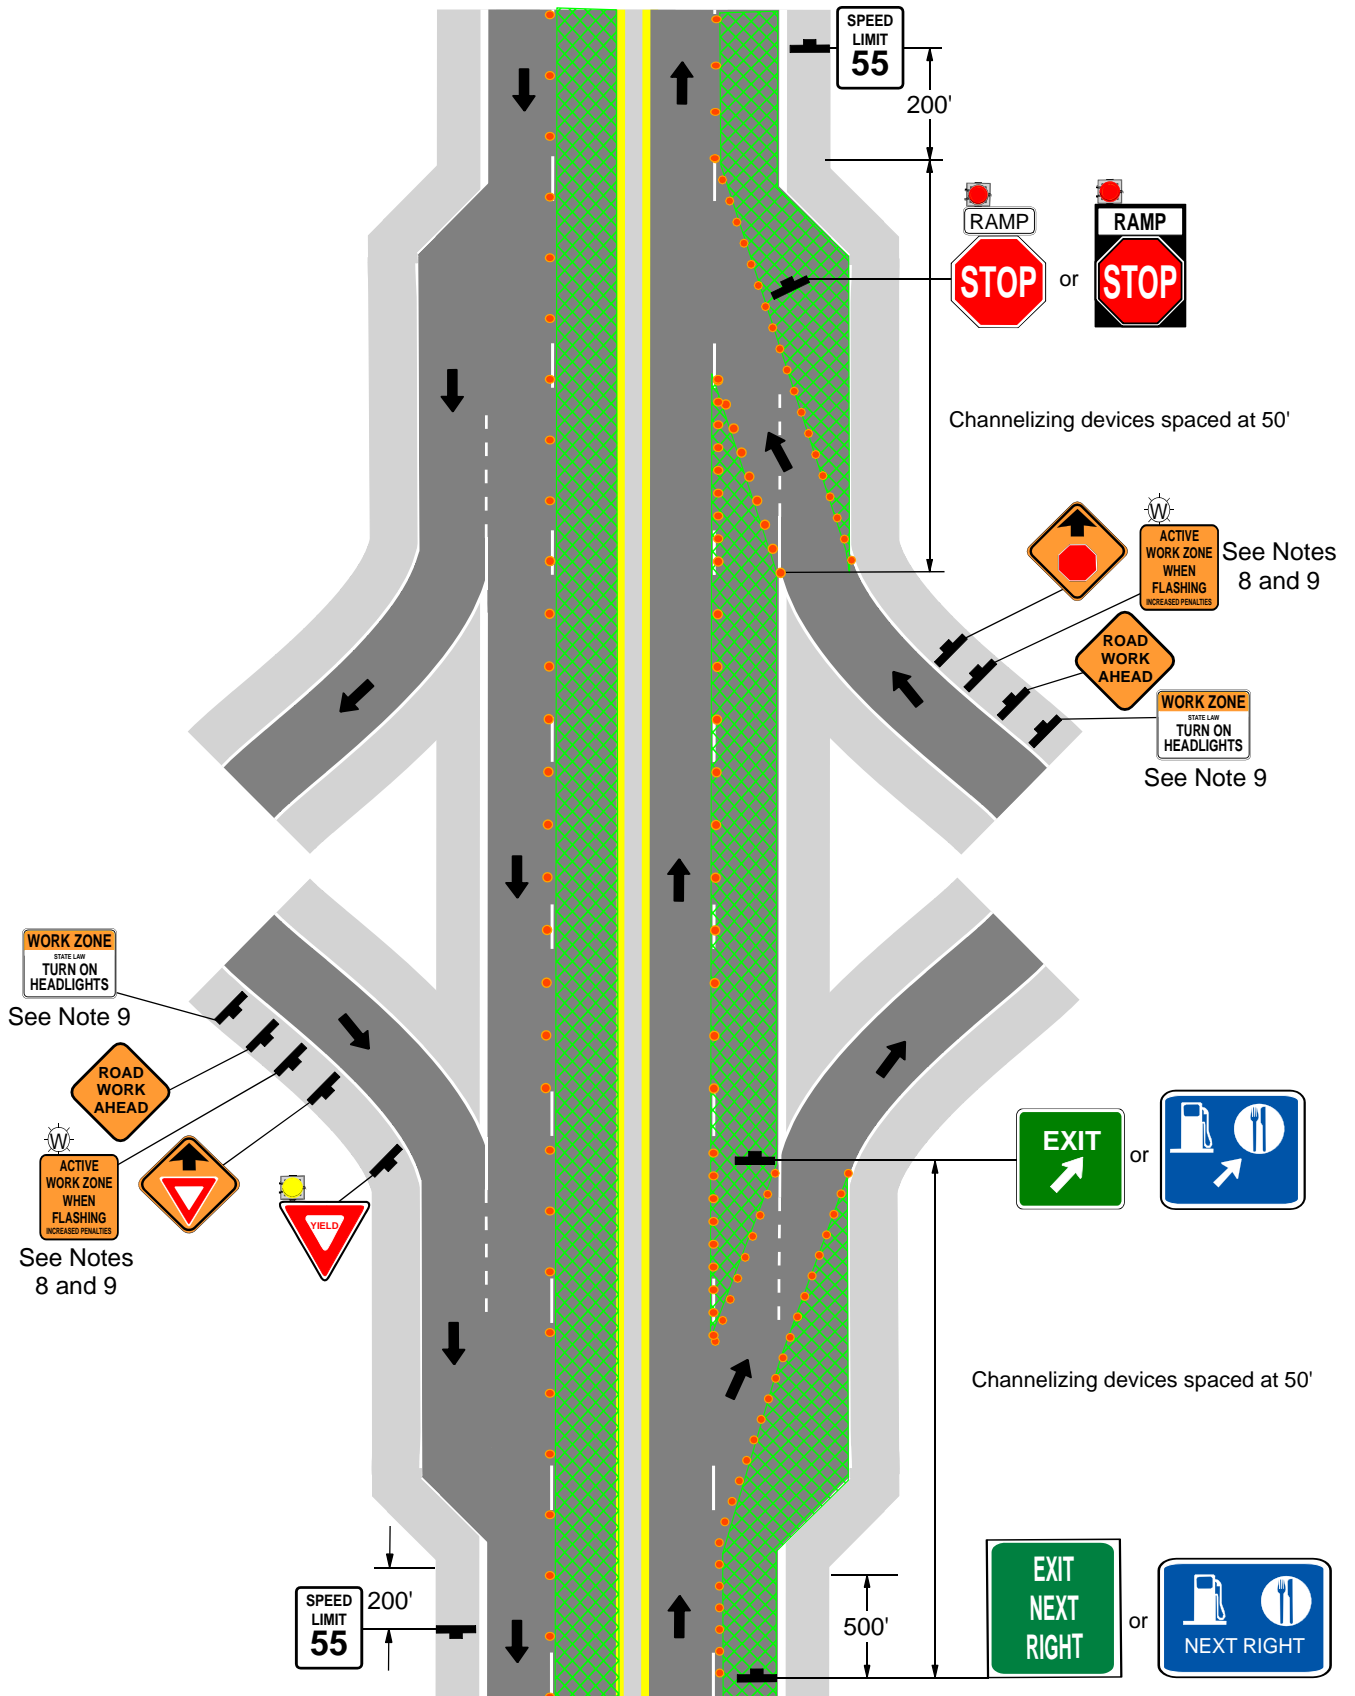 SPEED
LIMIT
55
200'
RAMP
STOP
or
RAMP
STOP
Channelizing devices spaced at 50'
W
ACTIVE
WORK ZONE
WHEN
FLASHING
INCREASED PENALTIES
See Notes
8 and 9
ROAD
WORK
AHEAD
WORK ZONE
STATE LAW
TURN ON
HEADLIGHTS
See Note 9
WORK ZONE
STATE LAW
TURN ON
HEADLIGHTS
See Note 9
ROAD
WORK
AHEAD
W
ACTIVE
WORK ZONE
WHEN
FLASHING
INCREASED PENALTIES
See Notes
8 and 9
YIELD
EXIT
or
Channelizing devices spaced at 50'
SPEED
LIMIT
55
200'
500'
EXIT
NEXT
RIGHT
or
NEXT RIGHT